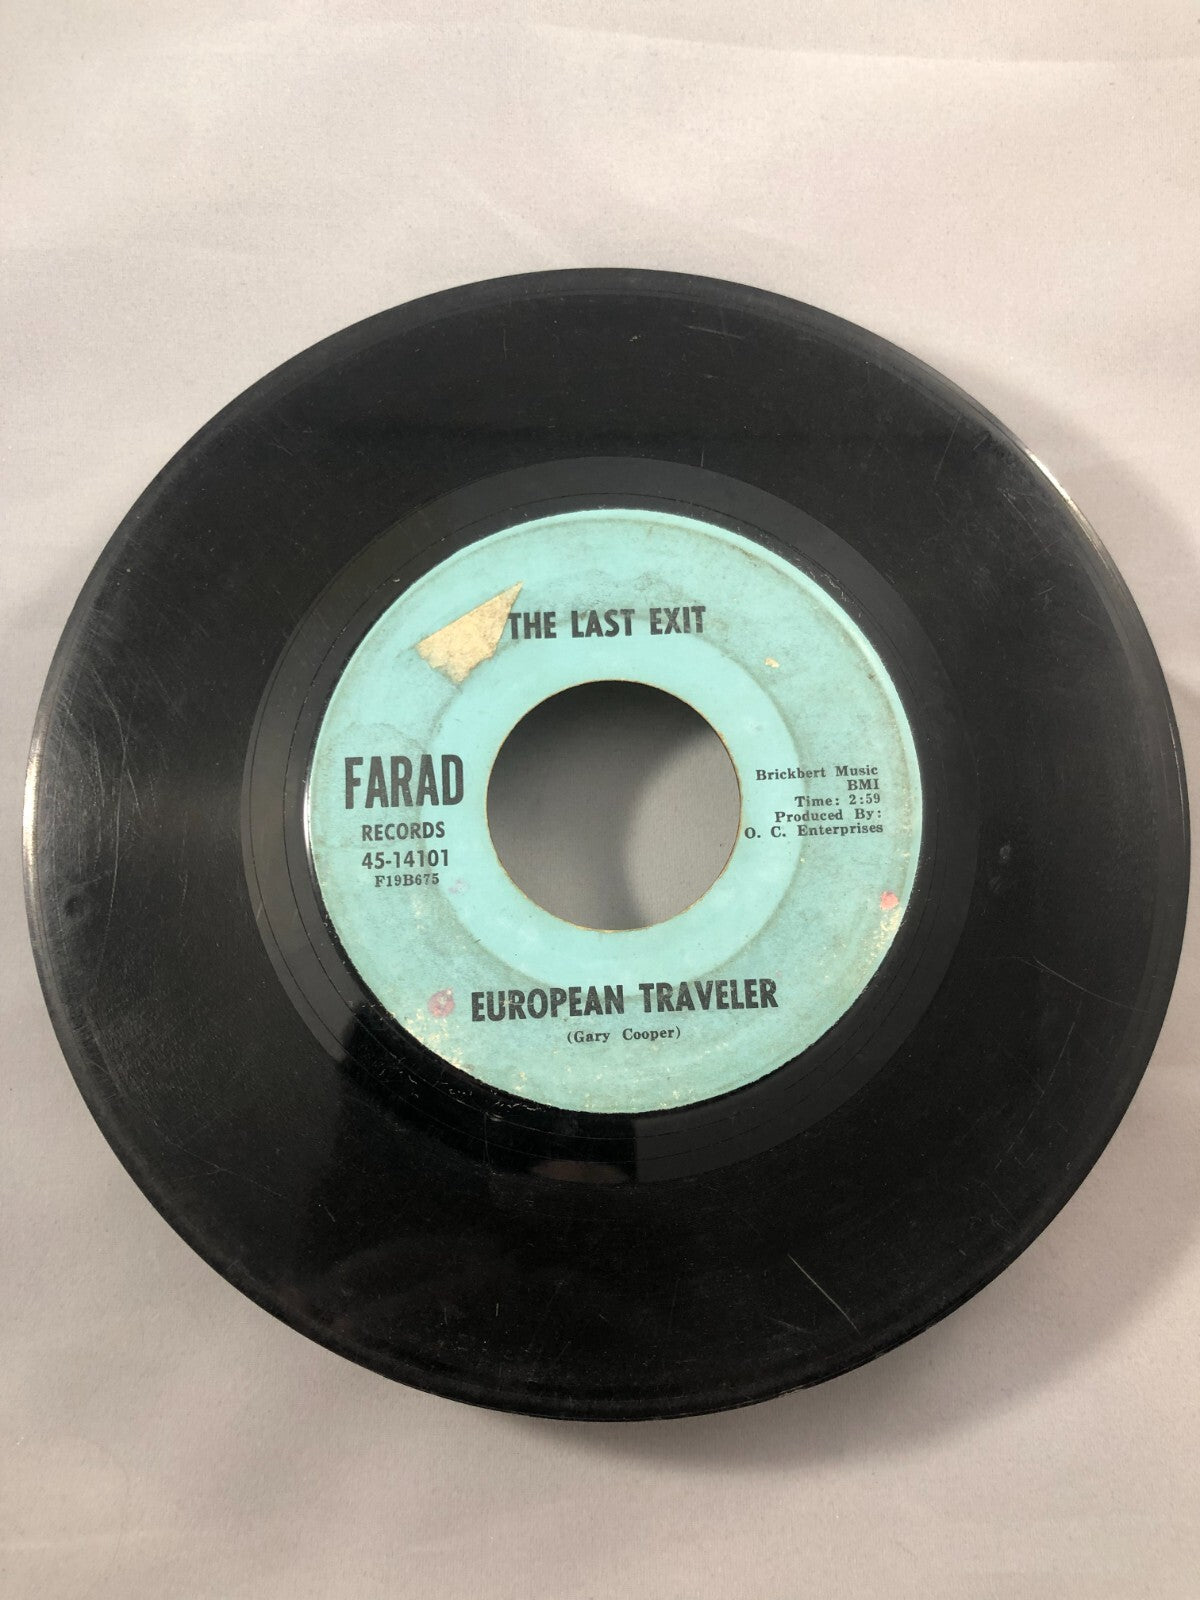 THE LAST EXIT
FARAD
RECORDS
45-14101
F19B675
Brickbert Music
BMI
Time: 2:59
Produced By:
O. C. Enterprises
EUROPEAN TRAVELER
(Gary Cooper)